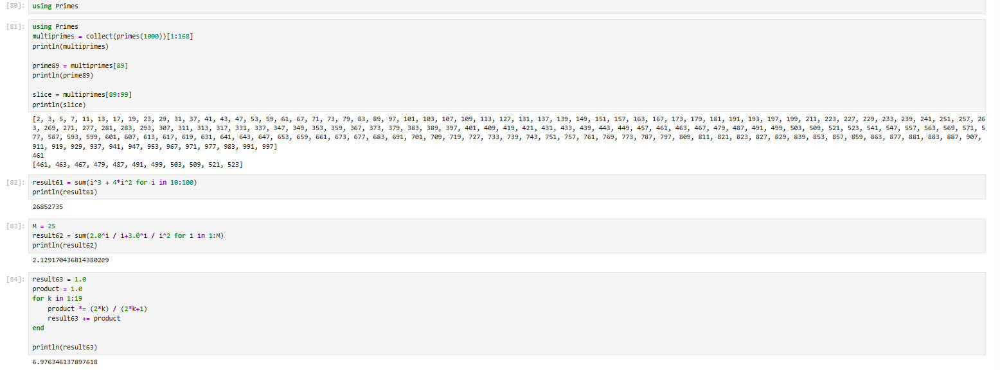 [80]: using Primes
[81]: using Primes
multiprimes = collect(primes(1000))[1:168]
println(multiprimes)
prime89 = multiprimes[89]
println(prime89)
slice = multiprimes[89:99]
println(slice)
[2, 3, 5, 7, 11, 13, 17, 19, 23, 29, 31, 37, 41, 43, 47, 53, 59, 61, 67, 71, 73, 79, 83, 89, 97, 101, 103, 107, 109, 113, 127, 131, 137, 139, 149, 151, 157, 163, 167, 173, 179, 181, 191, 193, 197, 199, 211, 223, 227, 229, 233, 239, 241, 251, 257, 26
3, 269, 271, 277, 281, 283, 293, 307, 311, 313, 317, 331, 337, 347, 349, 353, 359, 367, 373, 379, 383, 389, 397, 401, 409, 419, 421, 431, 433, 439, 443, 449, 457, 461, 463, 467, 479, 487, 491, 499, 503, 509, 521, 523, 541, 547, 557, 563, 569, 571, 5
77, 587, 593, 599, 601, 607, 613, 617, 619, 631, 641, 643, 647, 653, 659, 661, 673, 677, 683, 691, 701, 709, 719, 727, 733, 739, 743, 751, 757, 761, 769, 773, 787, 797, 809, 811, 821, 823, 827, 829, 839, 853, 857, 859, 863, 877, 881, 883, 887, 907,
911, 919, 929, 937, 941, 947, 953, 967, 971, 977, 983, 991, 997]
461
[461, 463, 467, 479, 487, 491, 499, 503, 509, 521, 523]
[82]: result61 = sum(i^3 + 4*i^2 for i in 10:100)
println(result61)
26852735
[83]: M = 25
result62 = sum(2.0^i / i+3.0^i / i^2 for i in 1:M)
println(result62)
2.1291704368143802e9
[84]: result63 = 1.0
product = 1.0
for k in 1:19
product *= (2*k) / (2*k+1)
result63 += product
end
println(result63)
6.976346137897618